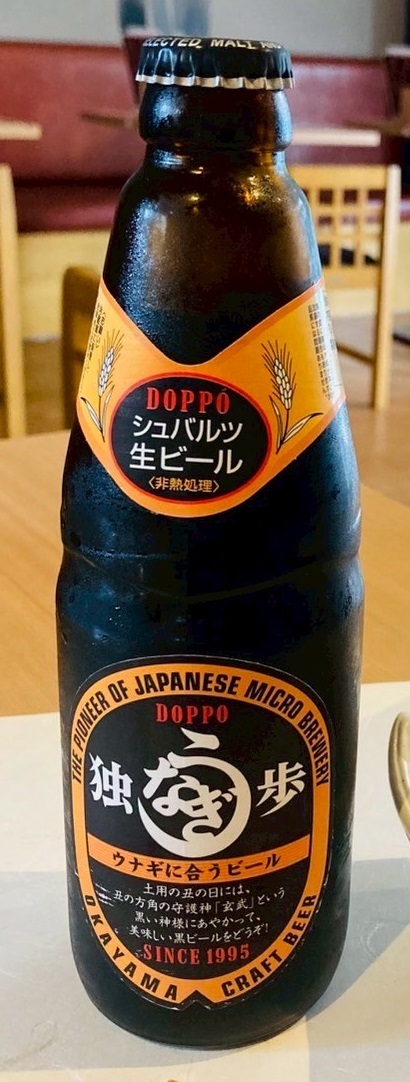 SELECTED MALT
DOPPO
シュバルツ
生ビール
〈非熱処理〉
THE PIONEER OF JAPANESE MICRO BREWERY
DOPPO
独 うなぎ 歩
ウナギに合うビール
土用の丑の日には、
丑の方角の守護神「玄武」という
黒い神様にあやかって、
美味しい黒ビールをどうぞ!
SINCE 1995
OKAYAMA CRAFT BEER